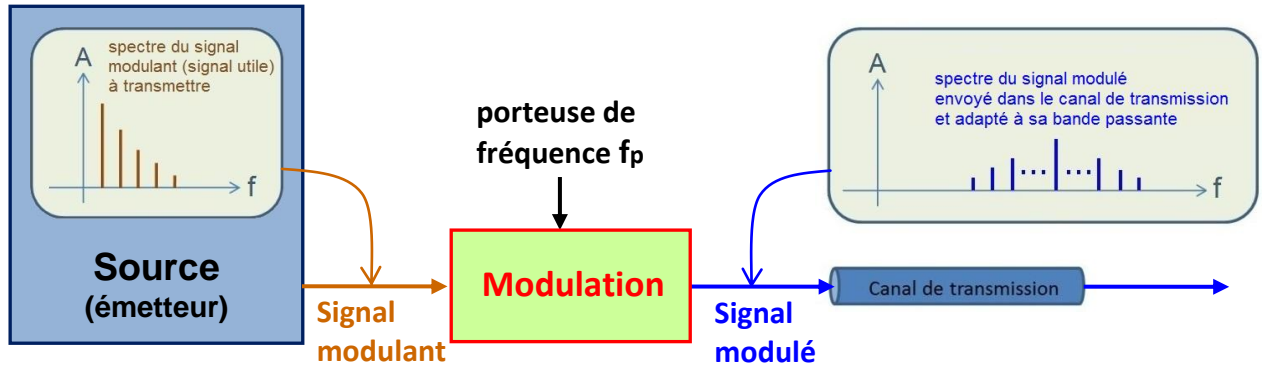 A
spectre du signal
modulant (signal utile)
à transmettre
f
Source
(émetteur)
Signal
modulant
porteuse de
fréquence fp
Modulation
Signal
modulé
A
spectre du signal modulé
envoyé dans le canal de transmission
et adapté à sa bande passante
f
Canal de transmission